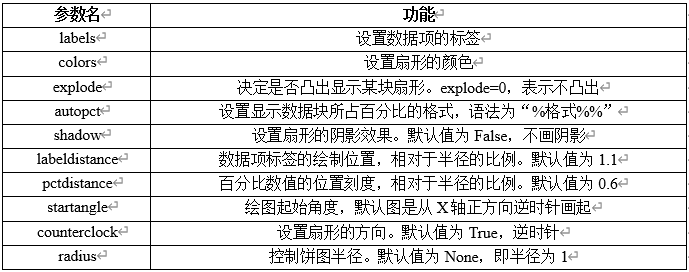 参数名 功能
labels 设置数据项的标签
colors 设置扇形的颜色
explode 决定是否凸出显示某块扇形。explode=0，表示不凸出
autopct 设置显示数据块所占百分比的格式，语法为“%格式%%”
shadow 设置扇形的阴影效果。默认值为 False，不画阴影
labeldistance 数据项标签的绘制位置，相对于半径的比例。默认值为 1.1
pctdistance 百分比数值的位置刻度，相对于半径的比例。默认值为 0.6
startangle 绘图起始角度，默认图是从 X 轴正方向逆时针画起
counterclock 设置扇形的方向。默认值为 True，逆时针
radius 控制饼图半径。默认值为 None，即半径为 1